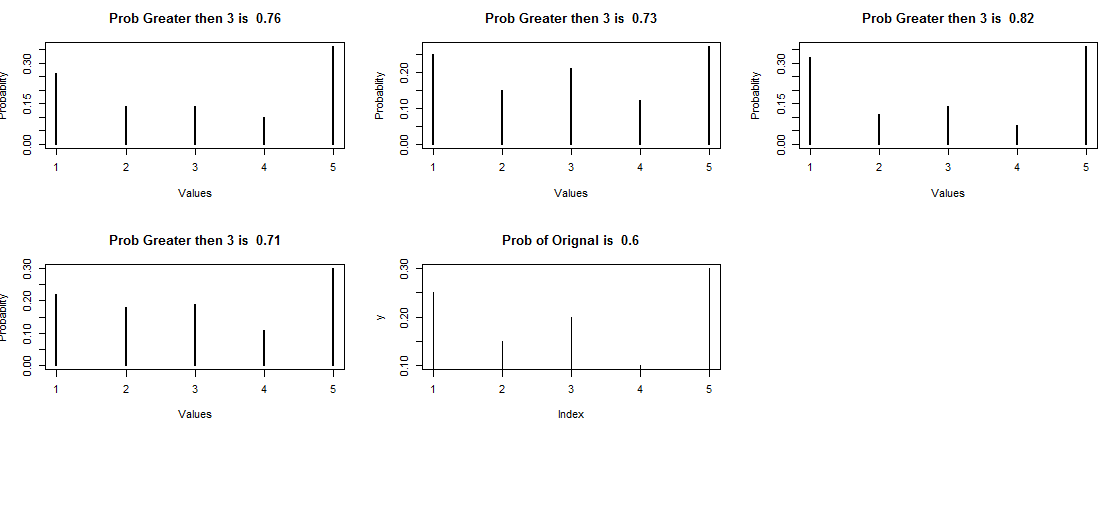 Prob Greater then 3 is 0.76
Probablity
0.00 0.15 0.30
1 2 3 4 5
Values
Prob Greater then 3 is 0.73
Probablity
0.00 0.10 0.20
1 2 3 4 5
Values
Prob Greater then 3 is 0.82
Probablity
0.00 0.15 0.30
1 2 3 4 5
Values
Prob Greater then 3 is 0.71
Probablity
0.00 0.10 0.20 0.30
1 2 3 4 5
Values
Prob of Orignal is 0.6
y
0.10 0.20 0.30
1 2 3 4 5
Index